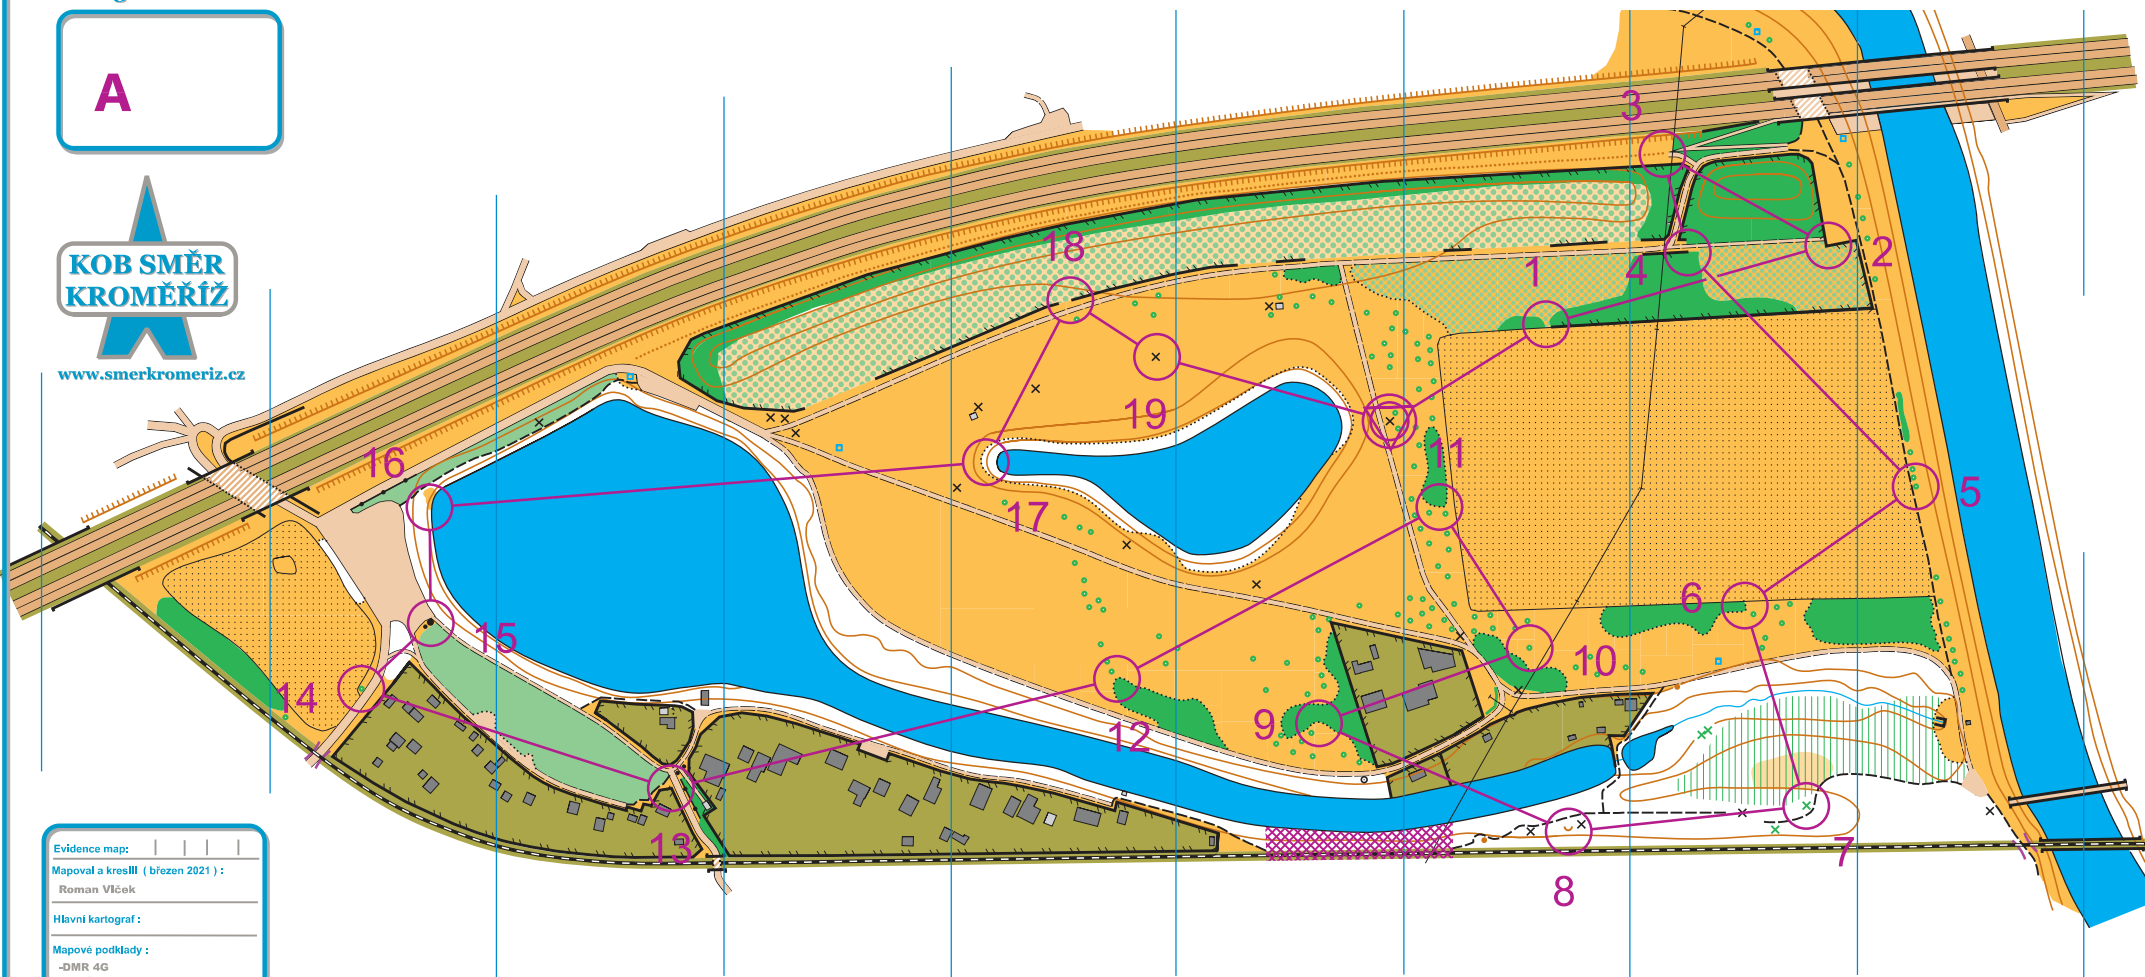 A
KOB SMĚR
KROMĚŘÍŽ
www.smerkromeriz.cz
3
18
1
4
2
19
11
16
17
5
6
15
10
14
9
12
13
7
8
Evidence map:
Mapoval a kreslil ( březen 2021 ) :
Roman Vlček
Hlavní kartograf :
Mapové podklady :
-DMR 4G